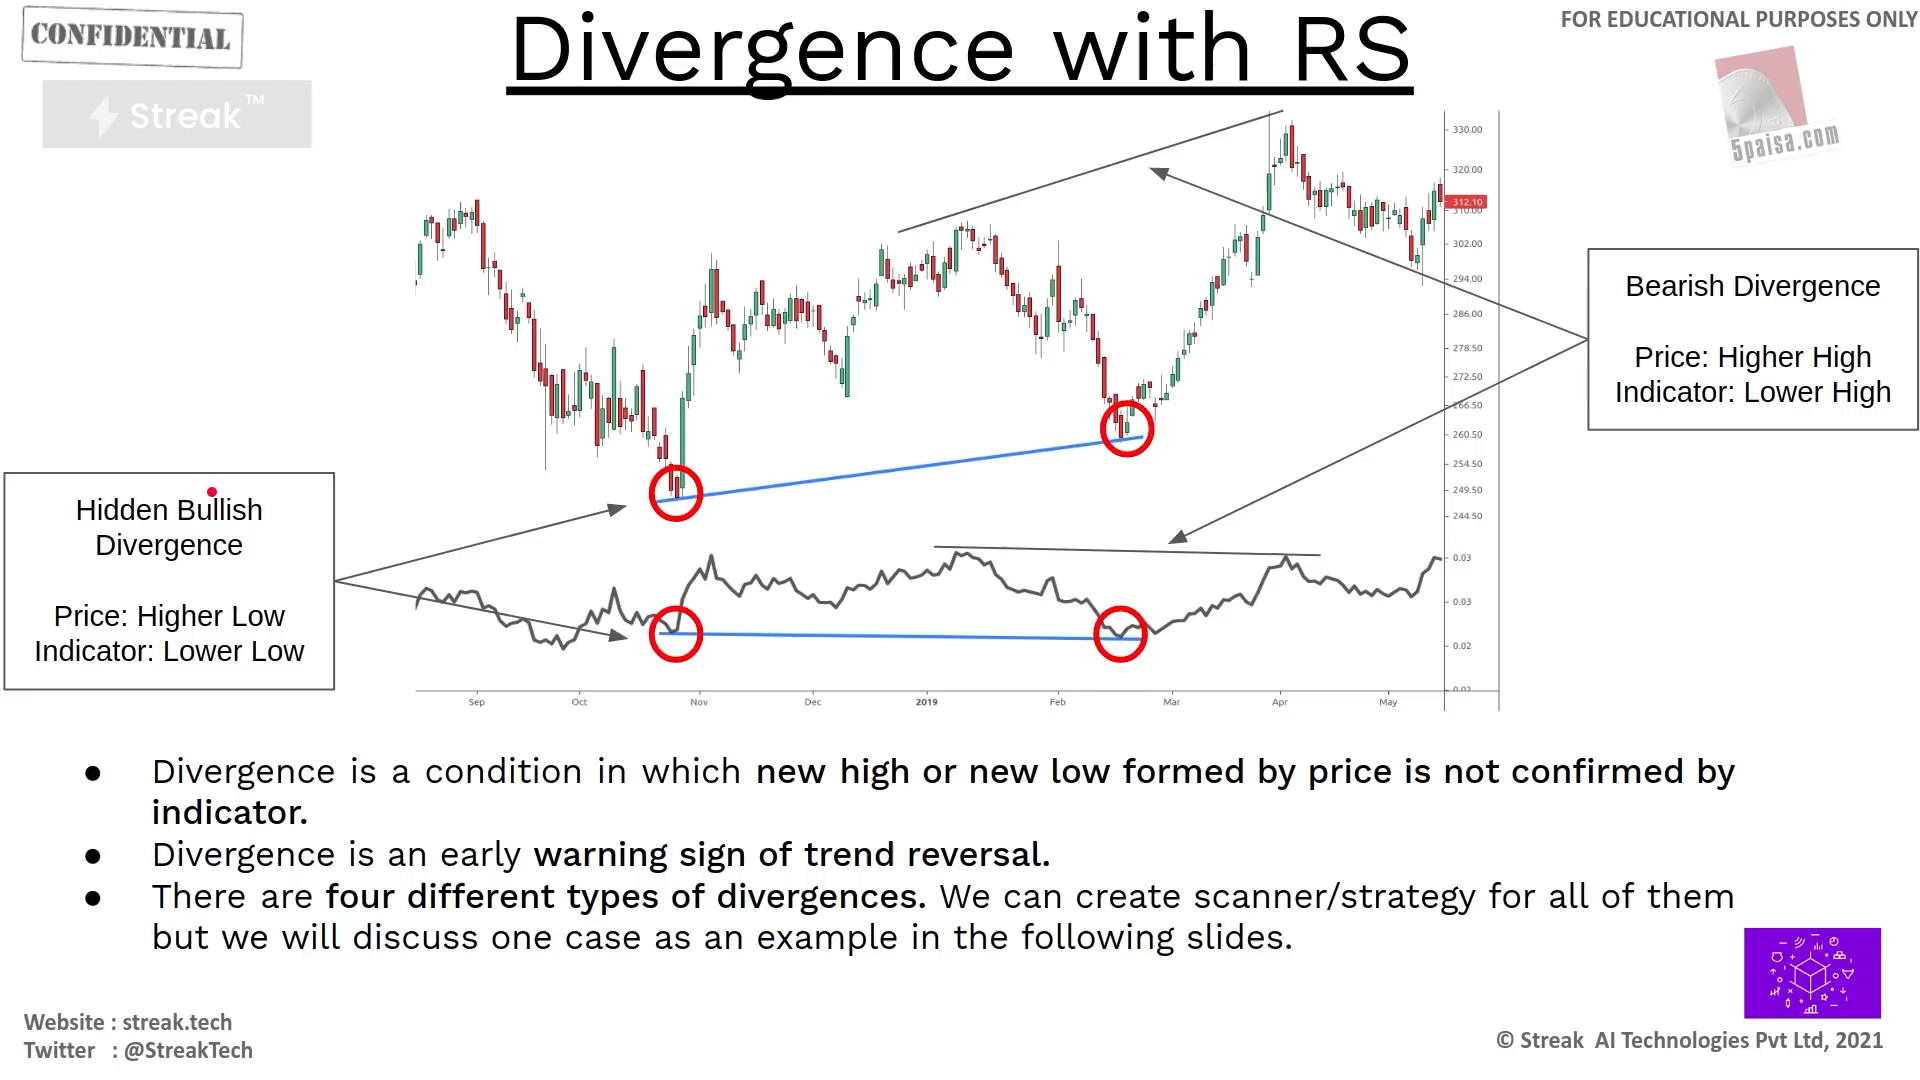 CONFIDENTIAL
Divergence with RS
FOR EDUCATIONAL PURPOSES ONLY
Streak™
5paisa.com
330.00
320.00
312.10
310.00
302.00
294.00
286.00
278.50
272.50
266.50
260.50
254.50
249.50
244.50
0.03
0.03
0.02
Bearish Divergence
Price: Higher High
Indicator: Lower High
Hidden Bullish
Divergence
Price: Higher Low
Indicator: Lower Low
Sep Oct Nov Dec 2019 Feb Mar Apr May
● Divergence is a condition in which new high or new low formed by price is not confirmed by
indicator.
● Divergence is an early warning sign of trend reversal.
● There are four different types of divergences. We can create scanner/strategy for all of them
but we will discuss one case as an example in the following slides.
Website : streak.tech
Twitter : @StreakTech
© Streak AI Technologies Pvt Ltd, 2021